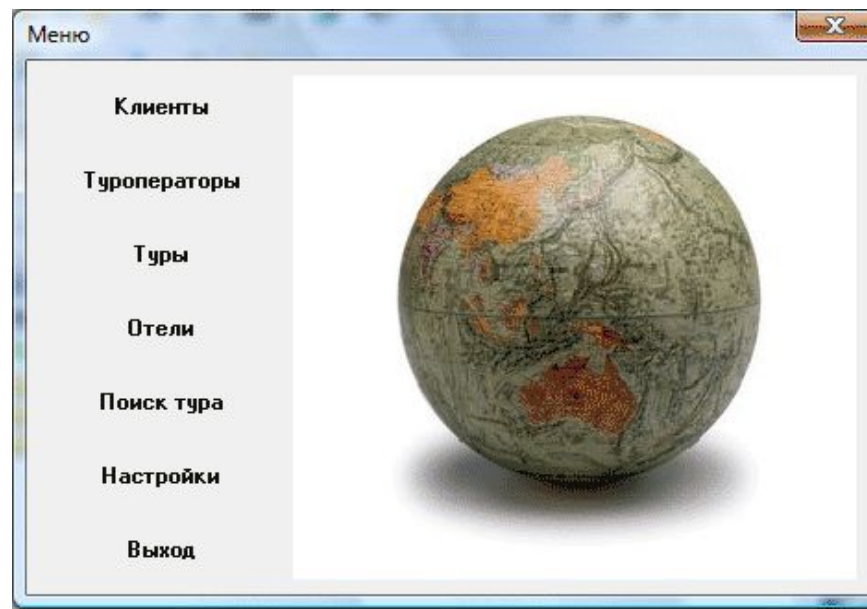 Меню
Клиенты
Туроператоры
Туры
Отели
Поиск тура
Настройки
Выход